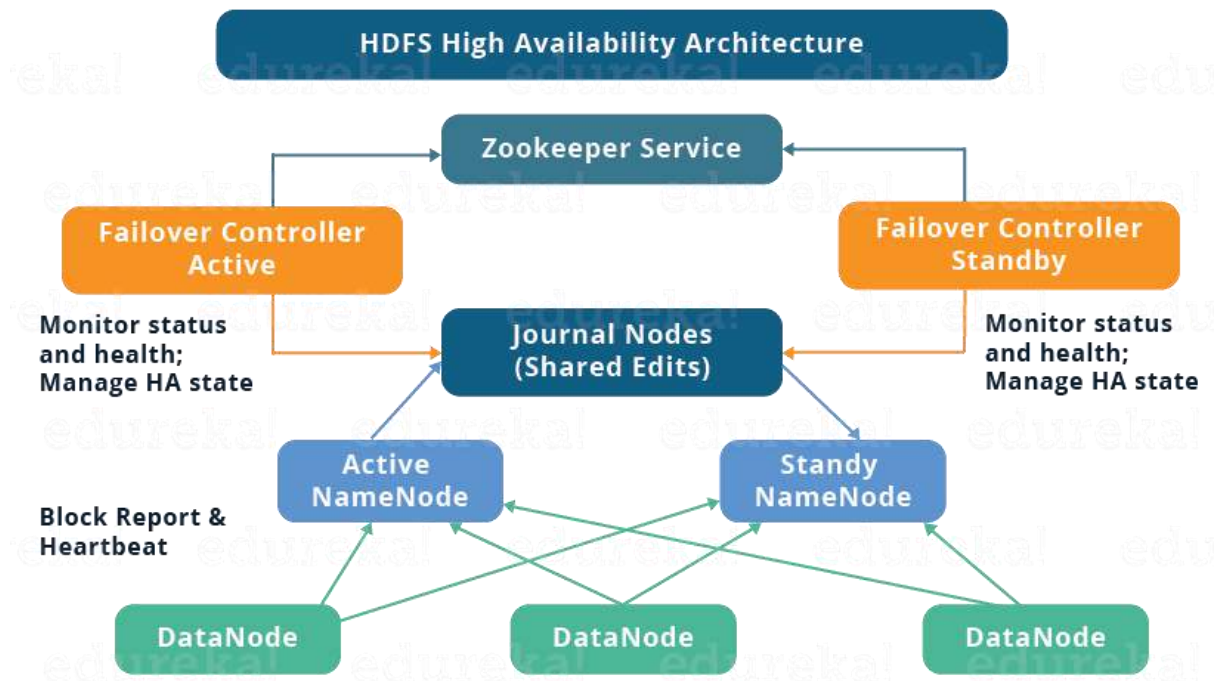 HDFS High Availability Architecture
Zookeeper Service
Failover Controller
Active
Failover Controller
Standby
Monitor status
and health;
Manage HA state
Journal Nodes
(Shared Edits)
Monitor status
and health;
Manage HA state
Active
NameNode
Standy
NameNode
Block Report &
Heartbeat
DataNode
DataNode
DataNode
edureka!